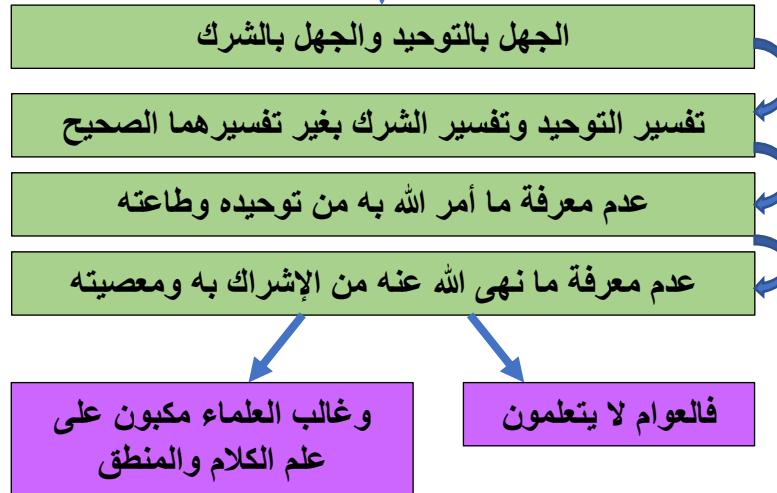 الجهل بالتوحيد والجهل بالشرك
تفسير التوحيد وتفسير الشرك بغير تفسيرهما الصحيح
عدم معرفة ما أمر الله به من توحيده وطاعته
عدم معرفة ما نهى الله عنه من الإشراك به ومعصيته
فالعوام لا يتعلمون
وغالب العلماء مكبون على
علم الكلام والمنطق